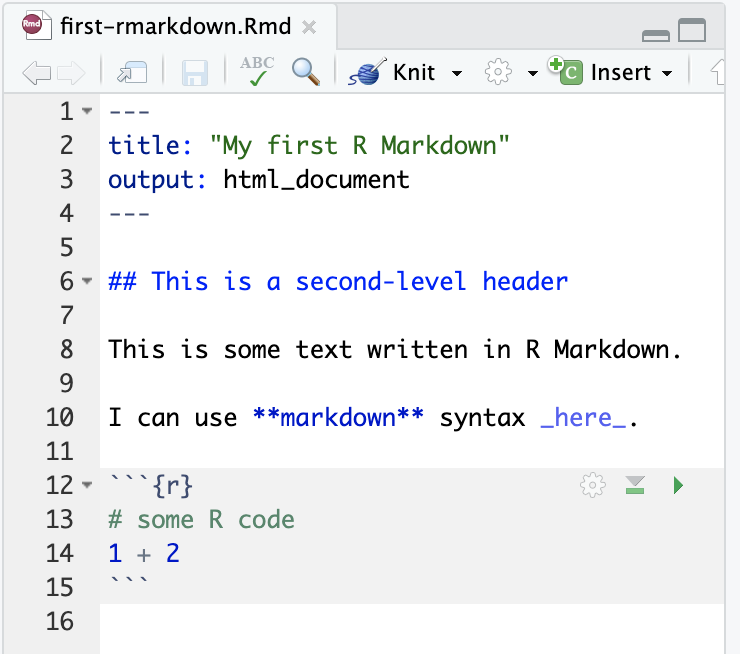 Rmd first-rmarkdown.Rmd ×
ABC Knit C Insert
1 ---
2 title: "My first R Markdown"
3 output: html_document
4 ---
5
6 ## This is a second-level header
7
8 This is some text written in R Markdown.
9
10 I can use **markdown** syntax _here_.
11
12 ```{r}
13 # some R code
14 1 + 2
15 ```
16